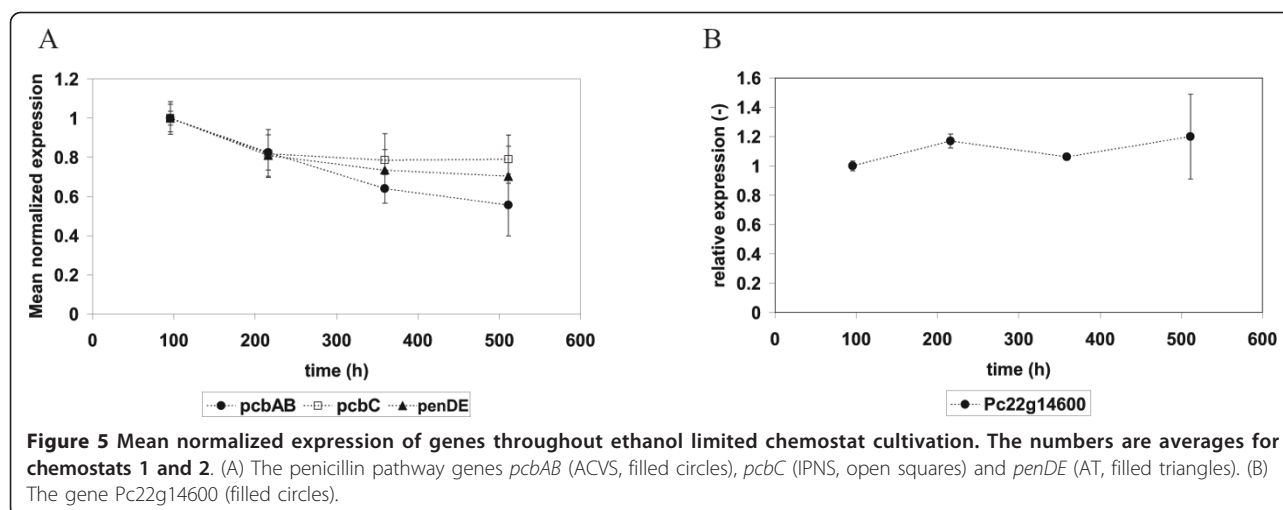 A
B
Mean normalized expression
1.2
1
0.8
0.6
0.4
0.2
0
0 100 200 300 400 500 600
time (h)
pcbAB pcbC penDE
relative expression (-)
1.6
1.4
1.2
1.0
0.8
0.6
0.4
0.2
0.0
0 100 200 300 400 500 600
time (h)
Pc22g14600
Figure 5 Mean normalized expression of genes throughout ethanol limited chemostat cultivation. The numbers are averages for
chemostats 1 and 2. (A) The penicillin pathway genes pcbAB (ACVS, filled circles), pcbC (IPNS, open squares) and penDE (AT, filled triangles). (B)
The gene Pc22g14600 (filled circles).